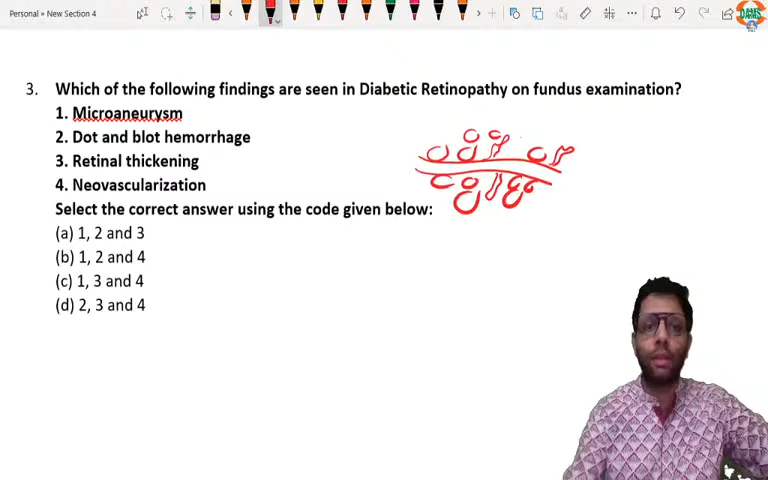 Personal » New Section 4
DAMS
3. Which of the following findings are seen in Diabetic Retinopathy on fundus examination?
1. Microaneurysm
2. Dot and blot hemorrhage
3. Retinal thickening
4. Neovascularization
Select the correct answer using the code given below:
(a) 1, 2 and 3
(b) 1, 2 and 4
(c) 1, 3 and 4
(d) 2, 3 and 4